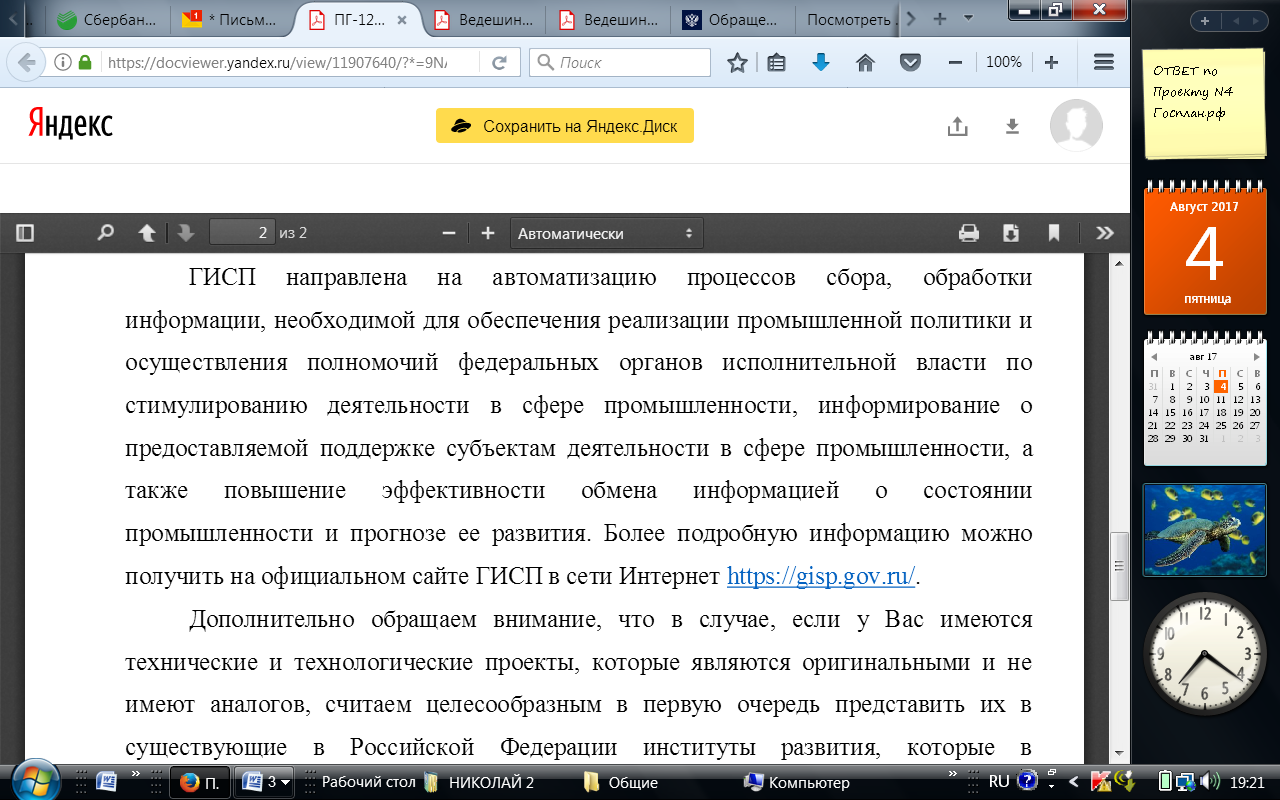 Сбербан...
* Письм...
ПГ-12...
Ведешин...
Ведешин...
Обраще...
Посмотреть
https://docviewer.yandex.ru/view/11907640/?*=9N
Поиск
100%
Яндекс
Сохранить на Яндекс.Диск
2 из 2
Автоматически
ГИСП направлена на автоматизацию процессов сбора, обработки
информации, необходимой для обеспечения реализации промышленной политики и
осуществления полномочий федеральных органов исполнительной власти по
стимулированию деятельности в сфере промышленности, информирование о
предоставляемой поддержке субъектам деятельности в сфере промышленности, а
также повышение эффективности обмена информацией о состоянии
промышленности и прогнозе ее развития. Более подробную информацию можно
получить на официальном сайте ГИСП в сети Интернет https://gisp.gov.ru/.
Дополнительно обращаем внимание, что в случае, если у Вас имеются
технические и технологические проекты, которые являются оригинальными и не
имеют аналогов, считаем целесообразным в первую очередь представить их в
существующие в Российской Федерации институты развития, которые в
ОТВЕТ по
Проекту N4
Госплан.рф
Август 2017
4
пятница
авг 17
П В С Ч П С В
31 1 2 3 4 5 6
7 8 9 10 11 12 13
14 15 16 17 18 19 20
21 22 23 24 25 26 27
28 29 30 31 1 2 3
12 1 2 3 4 5 6 7 8 9 10 11
П.
3
Рабочий стол
НИКОЛАЙ 2
Общие
Компьютер
RU
19:21